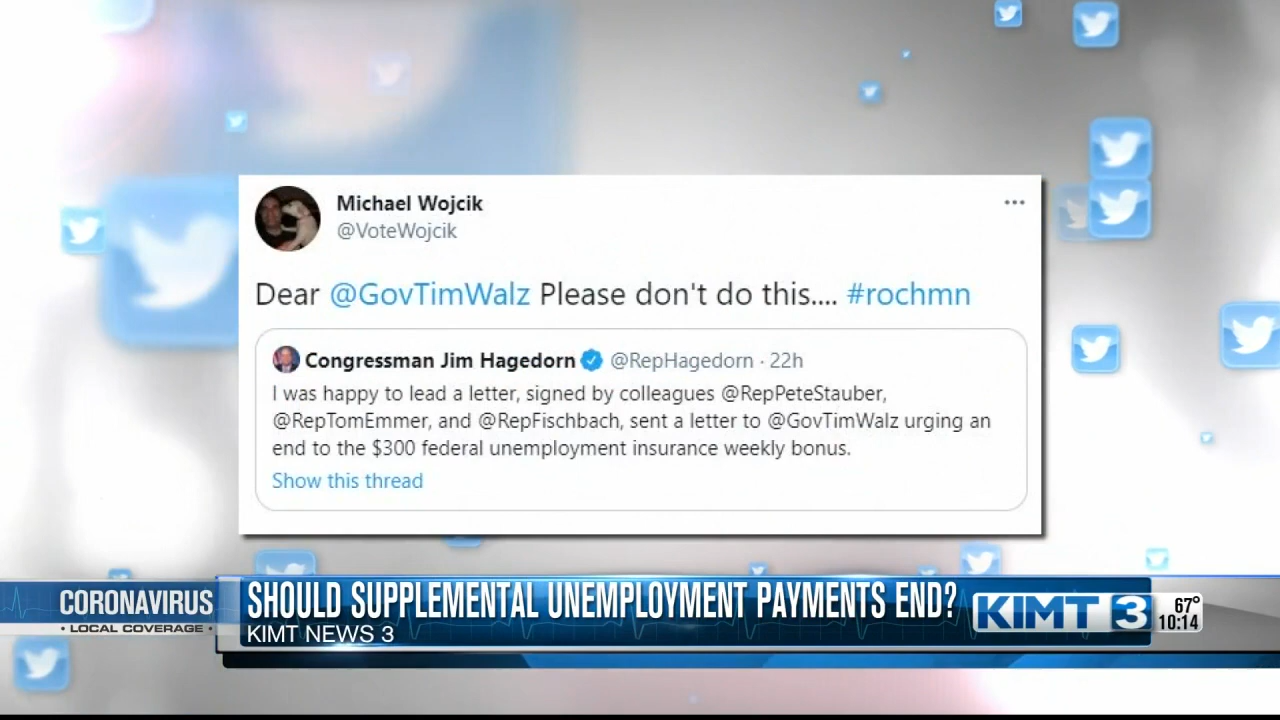 Michael Wojcik
@VoteWojcik
Dear @GovTimWalz Please don't do this.... #rochmn
Congressman Jim Hagedorn @RepHagedorn · 22h
I was happy to lead a letter, signed by colleagues @RepPeteStauber,
@RepTomEmmer, and @RepFischbach, sent a letter to @GovTimWalz urging an
end to the $300 federal unemployment insurance weekly bonus.
Show this thread
CORONAVIRUS
• LOCAL COVERAGE •
SHOULD SUPPLEMENTAL UNEMPLOYMENT PAYMENTS END?
KIMT NEWS 3
KIMT 3
67°
10:14